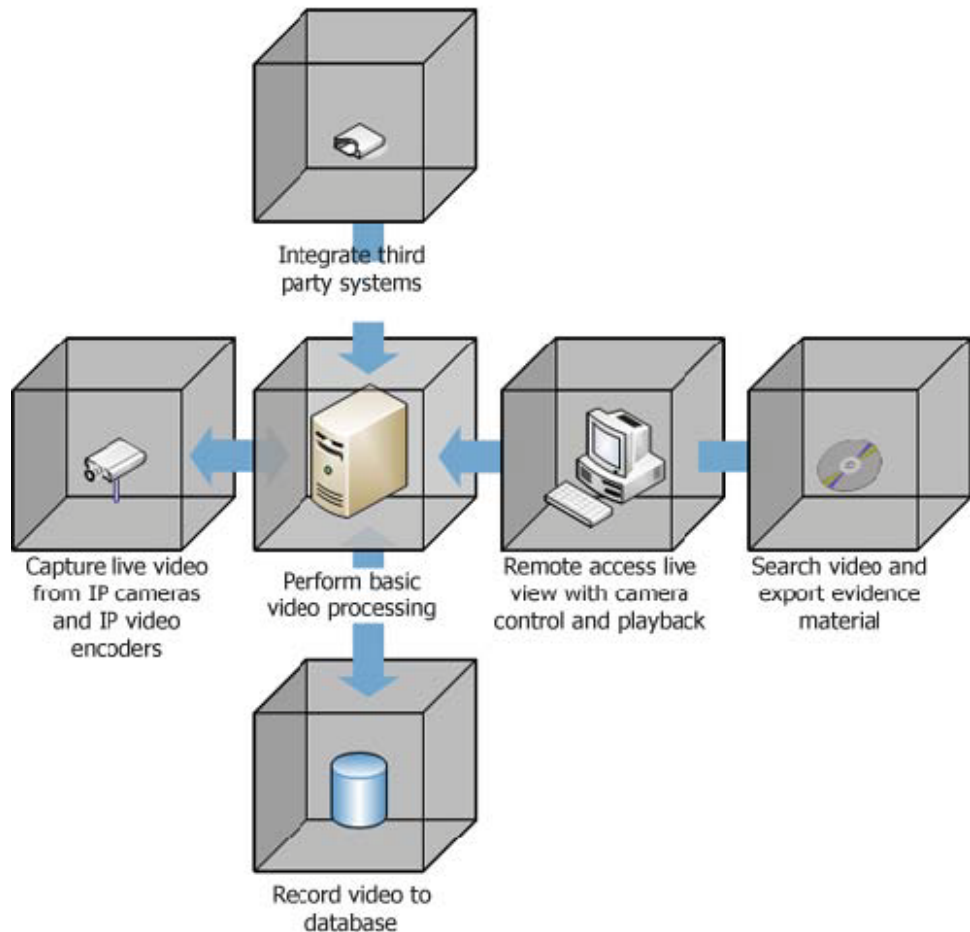 Integrate third
party systems
Capture live video
from IP cameras
and IP video
encoders
Perform basic
video processing
Remote access live
view with camera
control and playback
Search video and
export evidence
material
Record video to
database